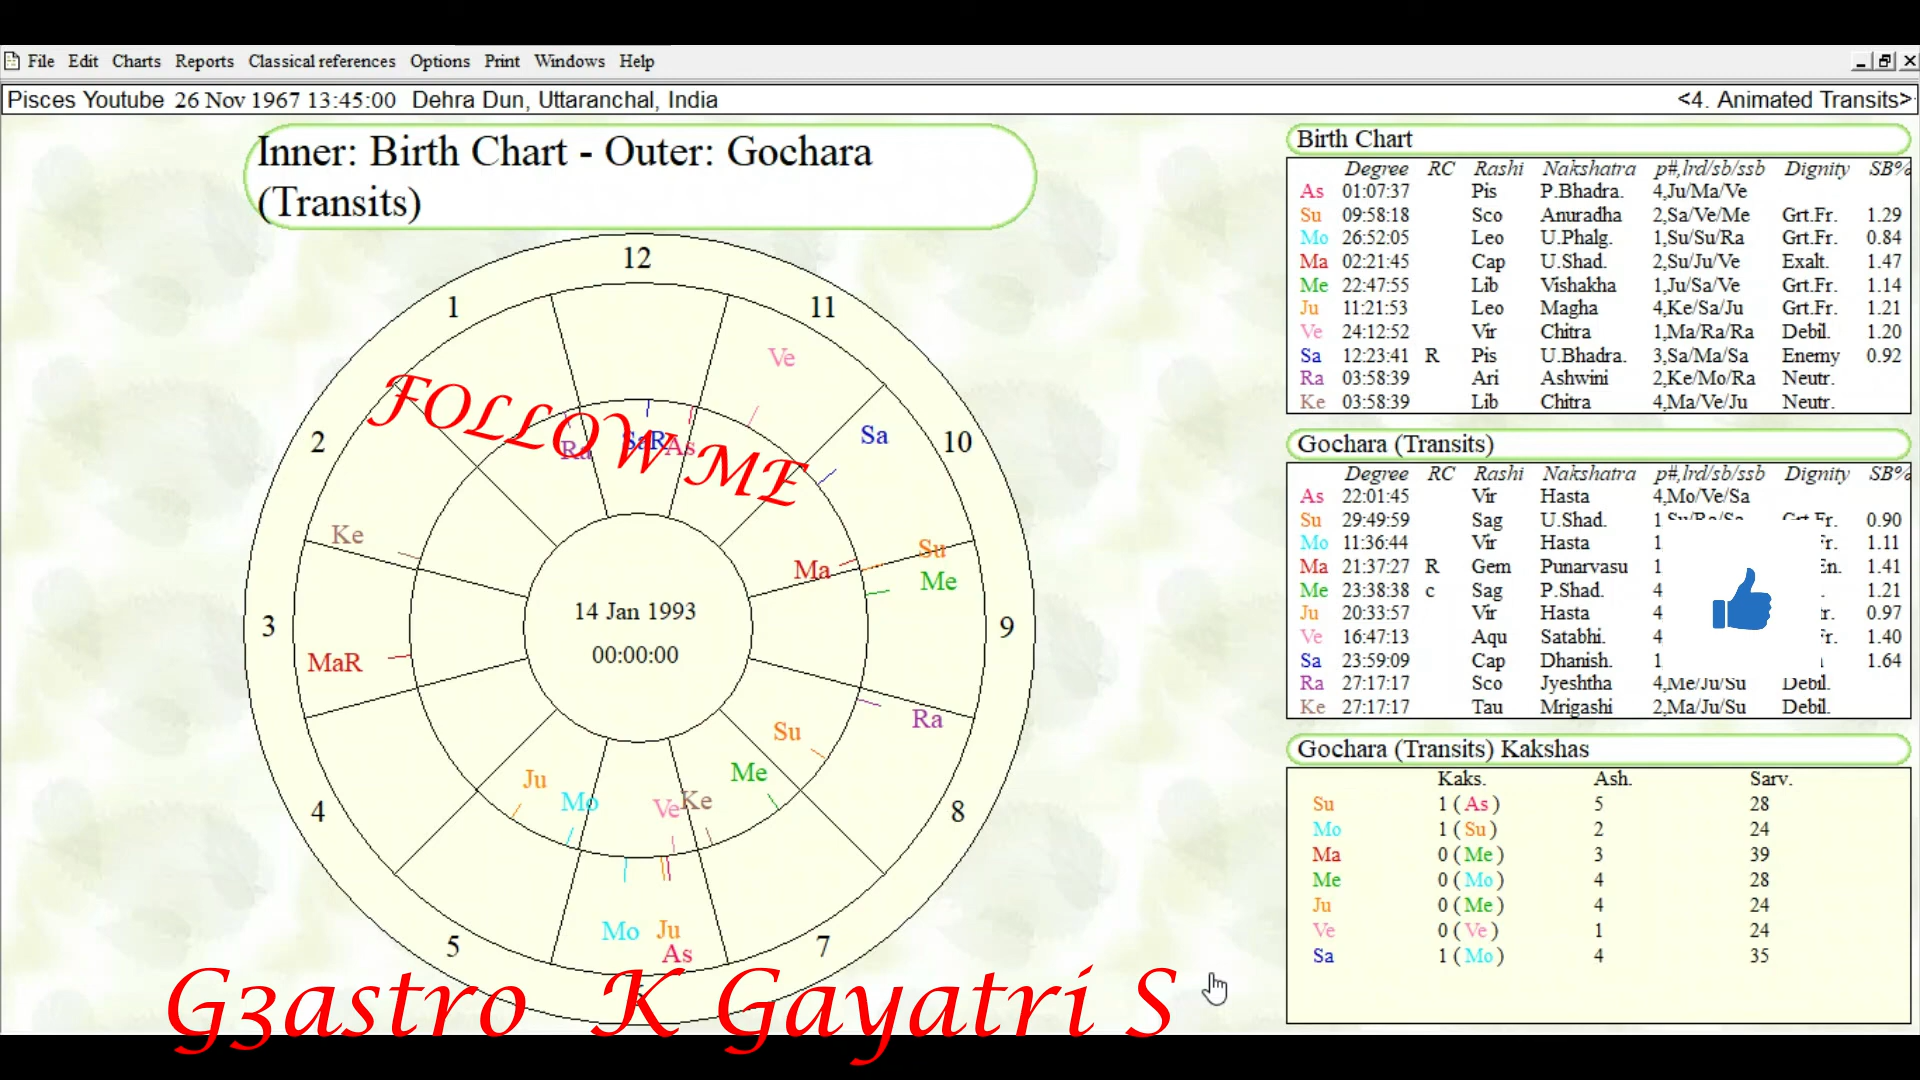 File Edit Charts Reports Classical references Options Print Windows Help
Pisces Youtube 26 Nov 1967 13:45:00 Dehra Dun, Uttaranchal, India <4. Animated Transits>
Inner: Birth Chart - Outer: Gochara
(Transits)
12
1 11
Ve
FOLLOW ME
2 Sa 10
Ra SaR As
Ke Ma Su
Me
14 Jan 1993
3 9
00:00:00
MaR
Ra
Su
Ju Me
Mo Ve Ke
4 8
Mo Ju
5 7
As
G3astro K Gayatri S
Birth Chart
Degree RC Rashi Nakshatra p#,lrd/sb/ssb Dignity SB%
As 01:07:37 Pis P.Bhadra. 4,Ju/Ma/Ve
Su 09:58:18 Sco Anuradha 2,Sa/Ve/Me Grt.Fr. 1.29
Mo 26:52:05 Leo U.Phalg. 1,Su/Su/Ra Grt.Fr. 0.84
Ma 02:21:45 Cap U.Shad. 2,Su/Ju/Ve Exalt. 1.47
Me 22:47:55 Lib Vishakha 1,Ju/Sa/Ve Grt.Fr. 1.14
Ju 11:21:53 Leo Magha 4,Ke/Sa/Ju Grt.Fr. 1.21
Ve 24:12:52 Vir Chitra 1,Ma/Ra/Ra Debil. 1.20
Sa 12:23:41 R Pis U.Bhadra. 3,Sa/Ma/Sa Enemy 0.92
Ra 03:58:39 Ari Ashwini 2,Ke/Mo/Ra Neutr.
Ke 03:58:39 Lib Chitra 4,Ma/Ve/Ju Neutr.
Gochara (Transits)
Degree RC Rashi Nakshatra p#,lrd/sb/ssb Dignity SB%
As 22:01:45 Vir Hasta 4,Mo/Ve/Sa
Su 29:49:59 Sag U.Shad. 1 0.90
Mo 11:36:44 Vir Hasta 1 1.11
Ma 21:37:27 R Gem Punarvasu 1 En. 1.41
Me 23:38:38 c Sag P.Shad. 4 1.21
Ju 20:33:57 Vir Hasta 4 0.97
Ve 16:47:13 Aqu Satabhi. 4 1.40
Sa 23:59:09 Cap Dhanish. 1 1.64
Ra 27:17:17 Sco Jyeshtha 4,Me/Ju/Su Debil.
Ke 27:17:17 Tau Mrigashi 2,Ma/Ju/Su Debil.
Gochara (Transits) Kakshas
Kaks. Ash. Sarv.
Su 1 ( As ) 5 28
Mo 1 ( Su ) 2 24
Ma 0 ( Me ) 3 39
Me 0 ( Mo ) 4 28
Ju 0 ( Me ) 4 24
Ve 0 ( Ve ) 1 24
Sa 1 ( Mo ) 4 35